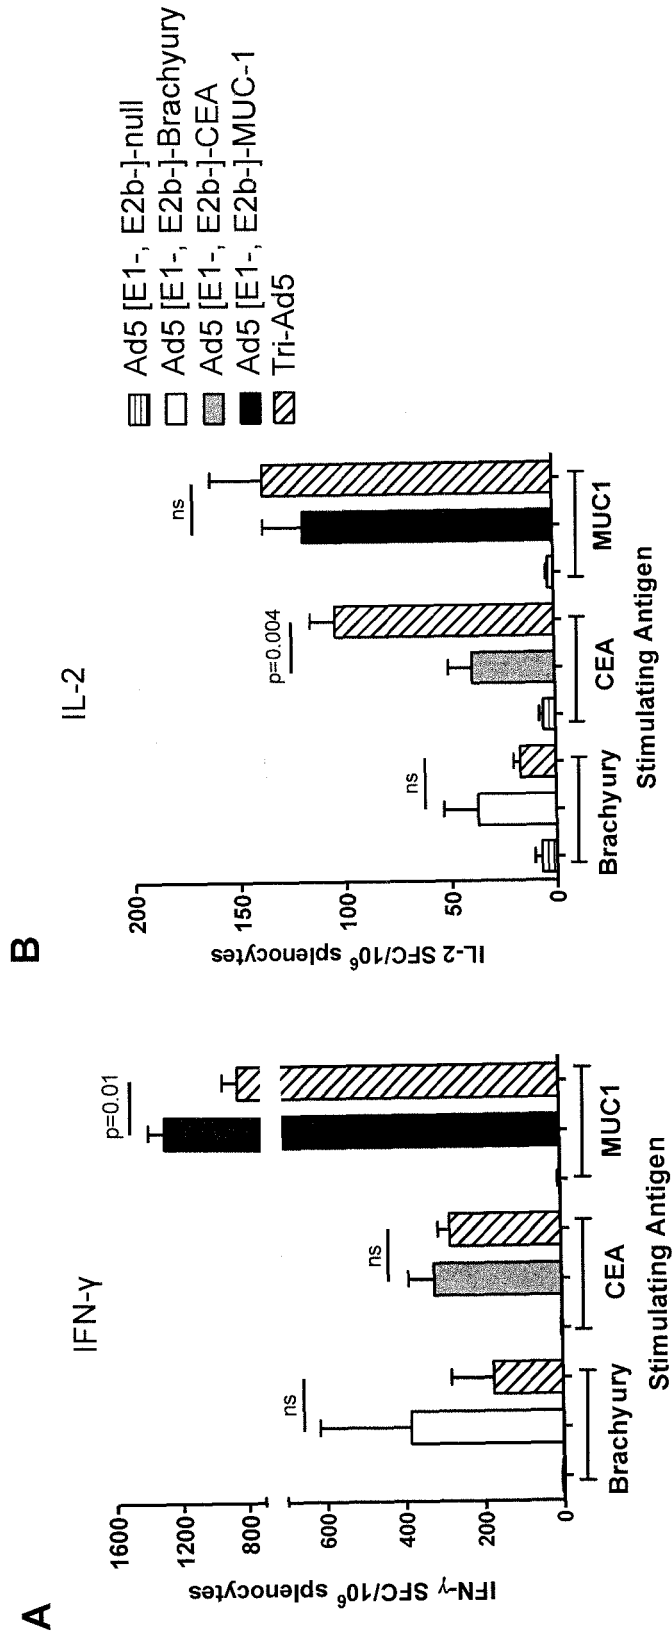 A
IFN-γ
IFN-γ SFC/10⁶ splenocytes
1600
1200
800
600
400
200
0
ns
ns
p=0.01
Brachyury
CEA
MUC1
Stimulating Antigen
B
IL-2
IL-2 SFC/10⁶ splenocytes
200
150
100
50
0
ns
p=0.004
ns
Brachyury
CEA
MUC1
Stimulating Antigen
Ad5 [E1-, E2b-]-null
Ad5 [E1-, E2b-]-Brachyury
Ad5 [E1-, E2b-]-CEA
Ad5 [E1-, E2b-]-MUC-1
Tri-Ad5